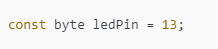 const byte ledPin = 13;